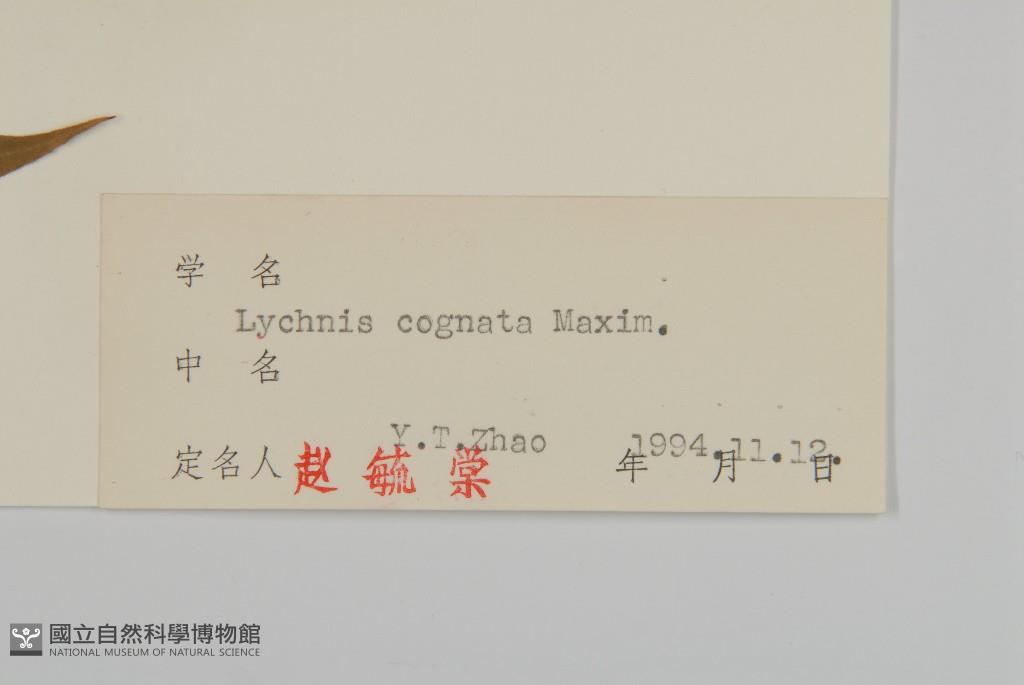 学 名
Lychnis cognata Maxim.
中 名
Y.T.Zhao 1994.11.12.
定名人 赵毓棠 年 月 日
國立自然科學博物館
NATIONAL MUSEUM OF NATURAL SCIENCE